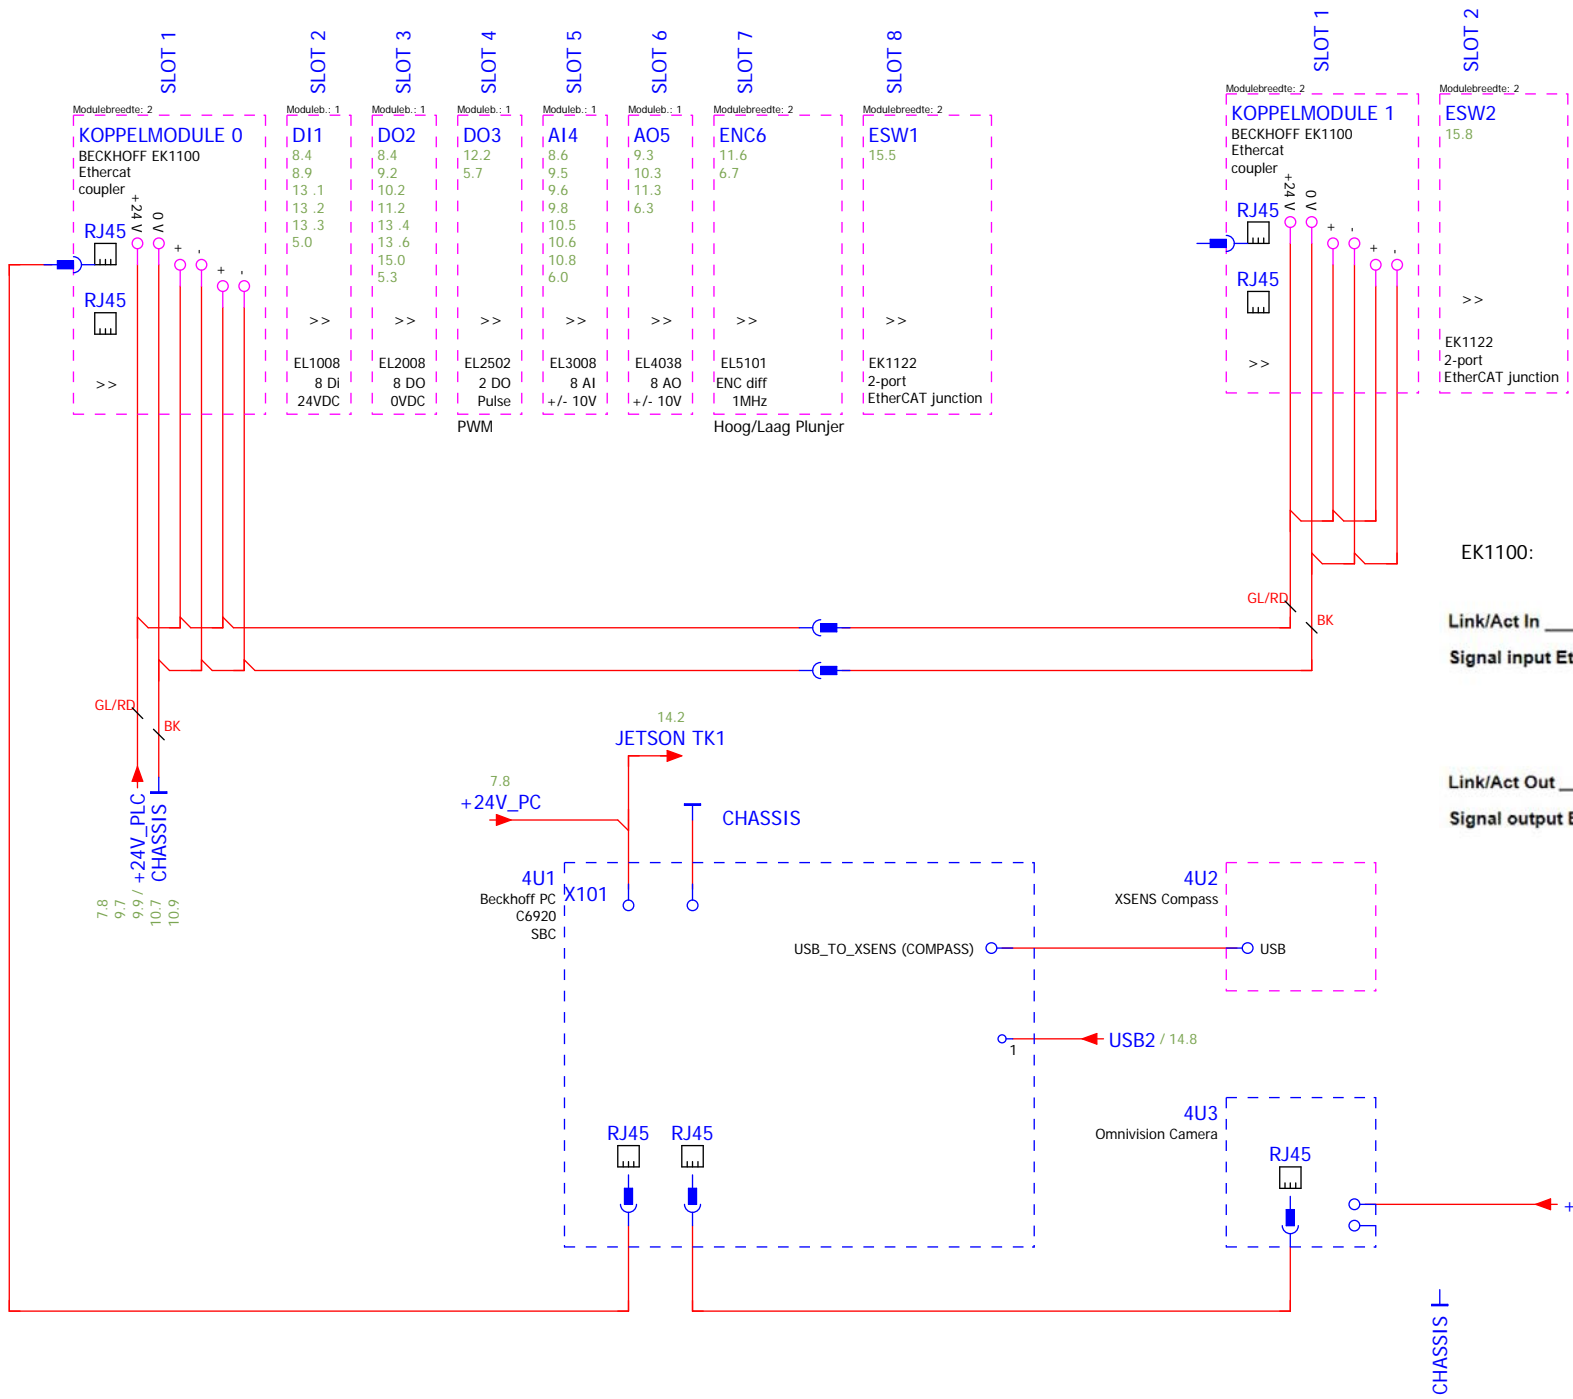 SLOT 1
SLOT 2
SLOT 3
SLOT 4
SLOT 5
SLOT 6
SLOT 7
SLOT 8
SLOT 1
SLOT 2
Modulebreedte: 2
KOPPELMODULE 0
BECKHOFF EK1100
Ethercat
coupler
+24 V
0 V
+
-
+
-
RJ45
RJ45
>>
Moduleb.: 1
DI1
8.4
8.9
13 .1
13 .2
13 .3
5.0
>>
EL1008
8 Di
24VDC
Moduleb.: 1
DO2
8.4
9.2
10.2
11.2
13 .4
13 .6
15.0
5.3
>>
EL2008
8 DO
0VDC
Moduleb.: 1
DO3
12.2
5.7
>>
EL2502
2 DO
Pulse
PWM
Moduleb.: 1
AI4
8.6
9.5
9.6
9.8
10.5
10.6
10.8
6.0
>>
EL3008
8 AI
+/- 10V
Moduleb.: 1
AO5
9.3
10.3
11.3
6.3
>>
EL4038
8 AO
+/- 10V
Modulebreedte: 2
ENC6
11.6
6.7
>>
EL5101
ENC diff
1MHz
Hoog/Laag Plunjer
Modulebreedte: 2
ESW1
15.5
>>
EK1122
2-port
EtherCAT junction
Modulebreedte: 2
KOPPELMODULE 1
BECKHOFF EK1100
Ethercat
coupler
+24 V
0 V
+
-
+
-
RJ45
RJ45
>>
Modulebreedte: 2
ESW2
15.8
>>
EK1122
2-port
EtherCAT junction
EK1100:
GL/RD
BK
Link/Act In
Signal input Et
GL/RD
BK
+24V_PLC
CHASSIS
7.8
9.7
9.9 /
10.7
10.9
14.2
JETSON TK1
7.8
+24V_PC
CHASSIS
Link/Act Out
Signal output E
4U1
Beckhoff PC
C6920
SBC
X101
USB_TO_XSENS (COMPASS)
4U2
XSENS Compass
USB
1
USB2 / 14.8
4U3
Omnivision Camera
RJ45
RJ45
RJ45
+
CHASSIS